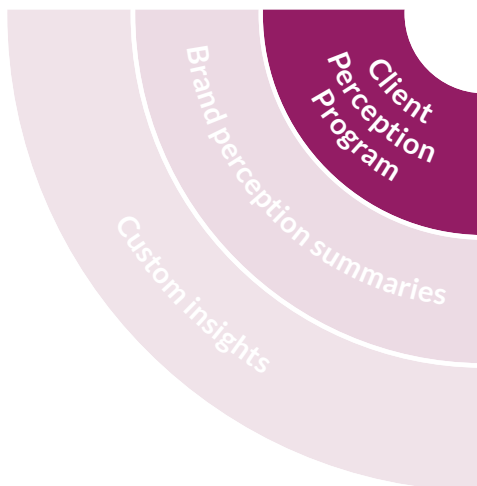 Client
Perception
Program
Brand perception summaries
Custom insights